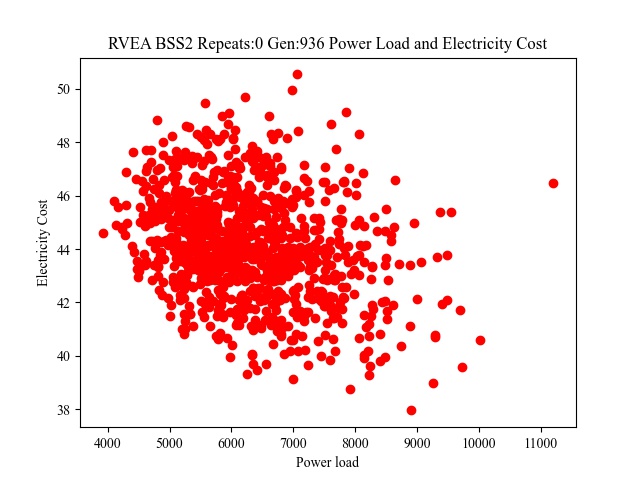 RVEA BSS2 Repeats:0 Gen:936 Power Load and Electricity Cost
50
48
46
44
42
40
38
Electricity Cost
4000 5000 6000 7000 8000 9000 10000 11000
Power load